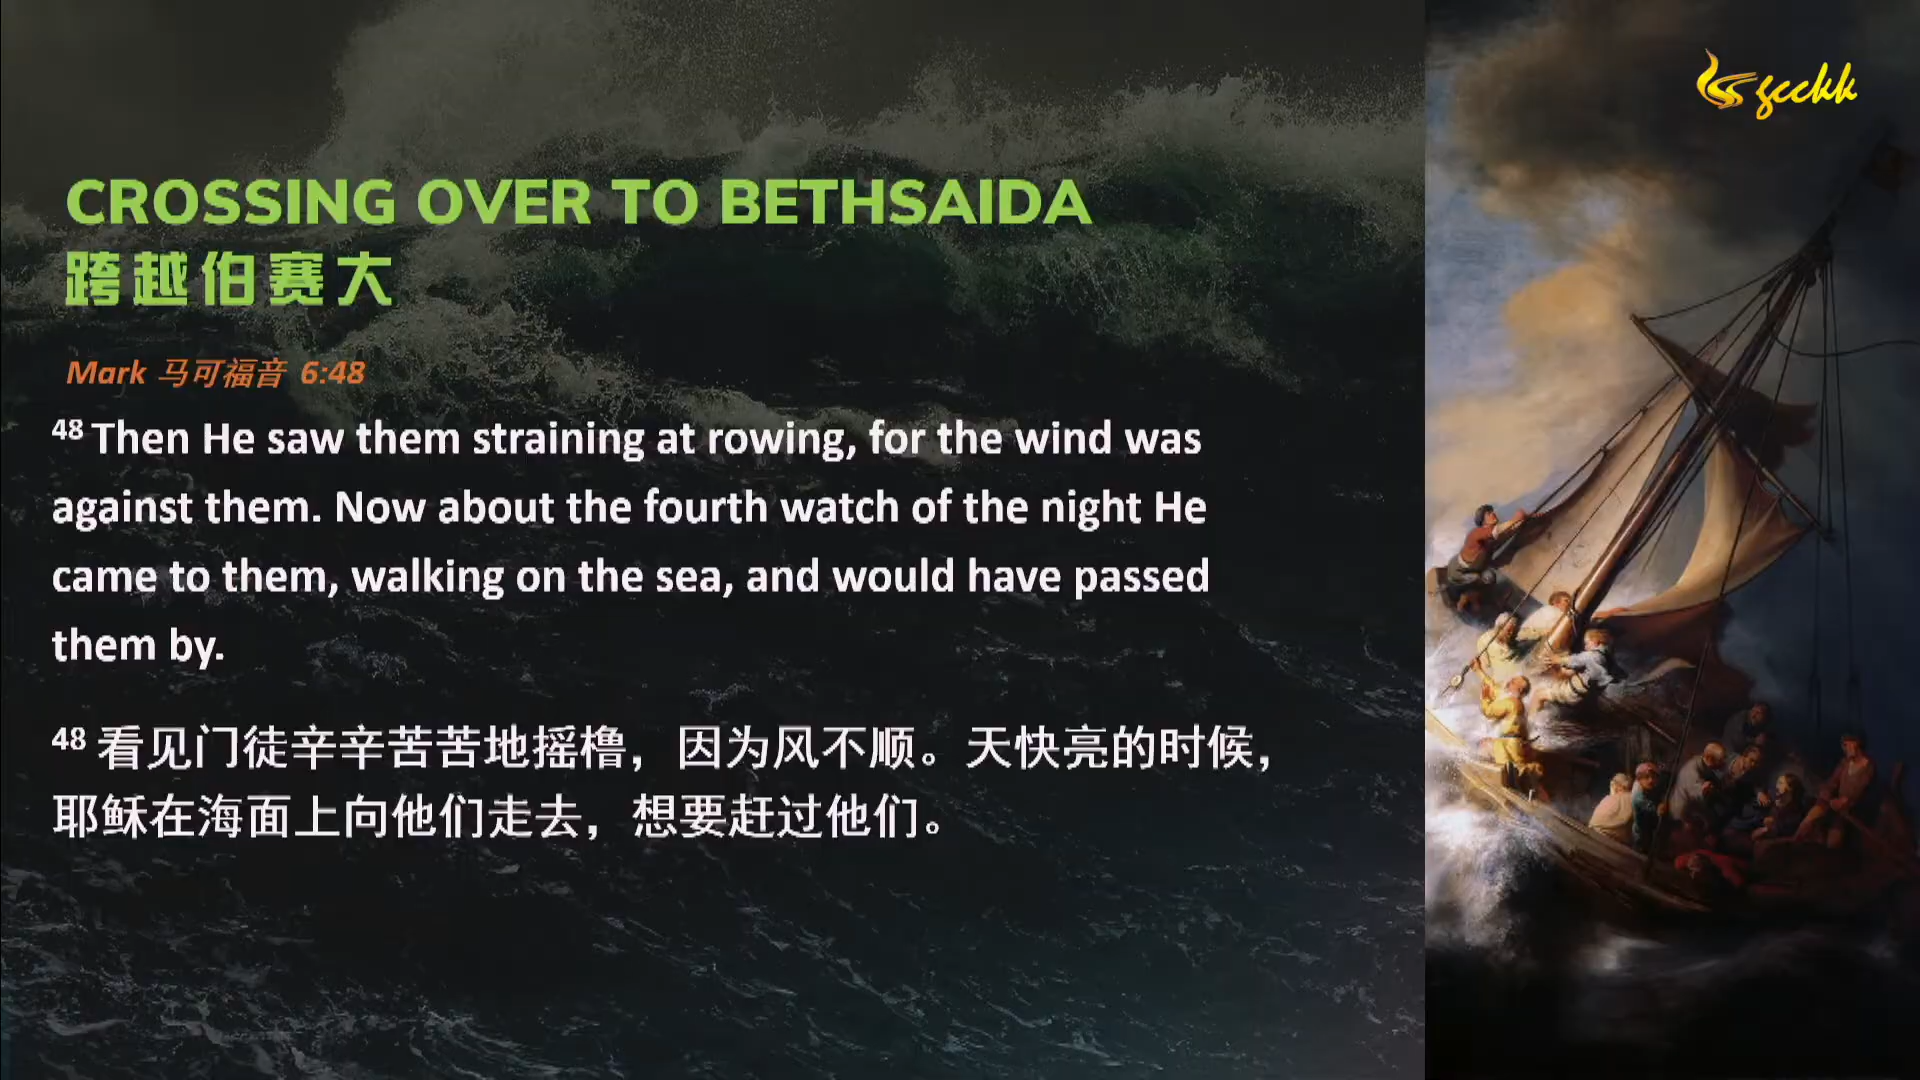 gcckk
CROSSING OVER TO BETHSAIDA
跨越伯赛大
Mark 马可福音 6:48
48 Then He saw them straining at rowing, for the wind was
against them. Now about the fourth watch of the night He
came to them, walking on the sea, and would have passed
them by.
48 看见门徒辛辛苦苦地摇橹，因为风不顺。天快亮的时候，
耶稣在海面上向他们走去，想要赶过他们。